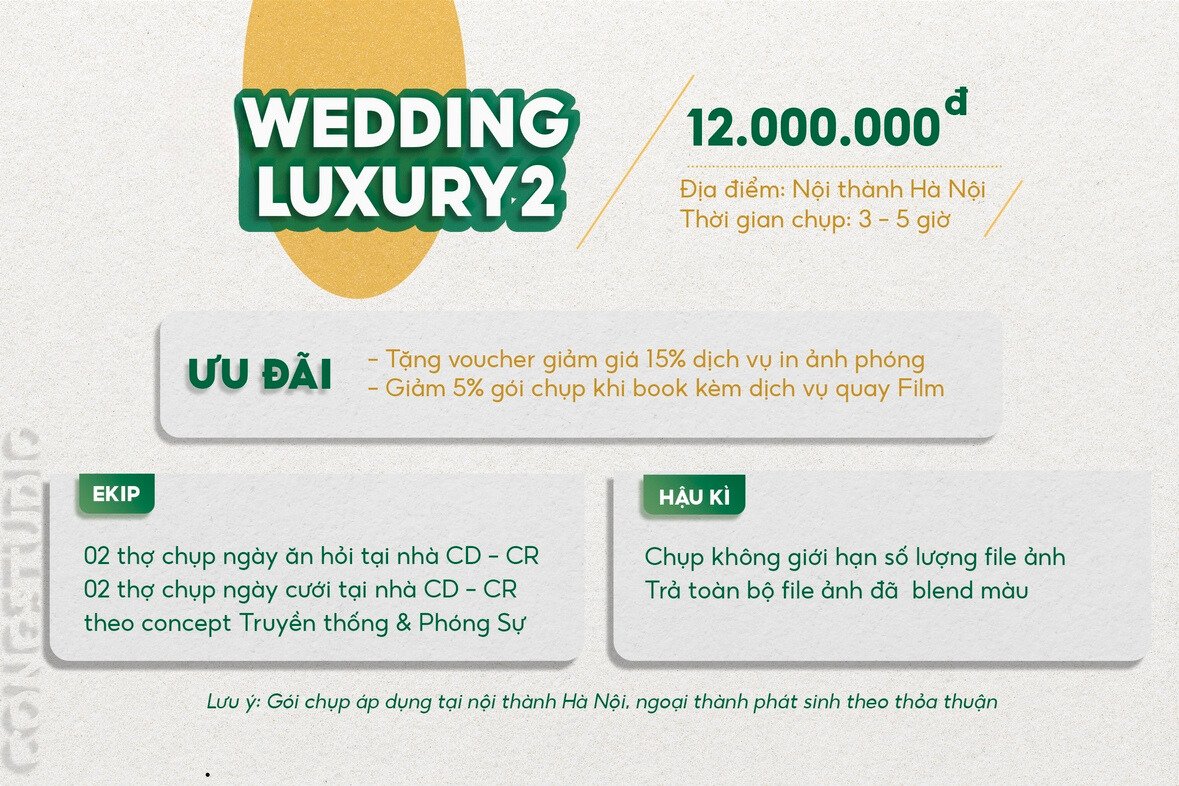 WEDDING
LUXURY 2
12.000.000đ
Địa điểm: Nội thành Hà Nội
Thời gian chụp: 3 - 5 giờ
ƯU ĐÃI
- Tặng voucher giảm giá 15% dịch vụ in ảnh phóng
- Giảm 5% gói chụp khi book kèm dịch vụ quay Film
EKIP
02 thợ chụp ngày ăn hỏi tại nhà CD - CR
02 thợ chụp ngày cưới tại nhà CD - CR
theo concept Truyền thống & Phóng Sự
HẬU KÌ
Chụp không giới hạn số lượng file ảnh
Trả toàn bộ file ảnh đã blend màu
Lưu ý: Gói chụp áp dụng tại nội thành Hà Nội, ngoại thành phát sinh theo thỏa thuận